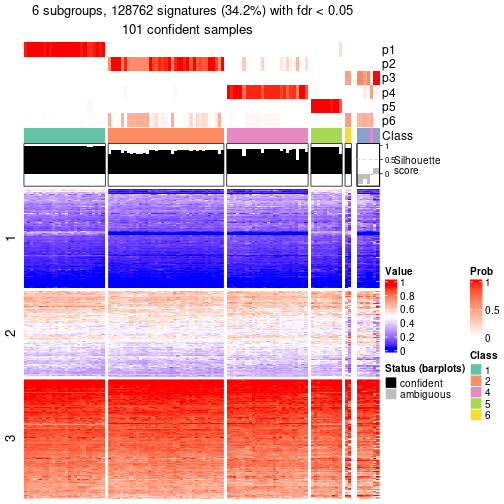 6 subgroups, 128762 signatures (34.2%) with fdr < 0.05
101 confident samples
p1
p2
p3
p4
p5
p6
Class
1
0.5
0
Silhouette
score
1
2
3
Value
1
0.8
0.6
0.4
0.2
0
Prob
1
0.5
0
Status (barplots)
confident
ambiguous
Class
1
2
4
5
6